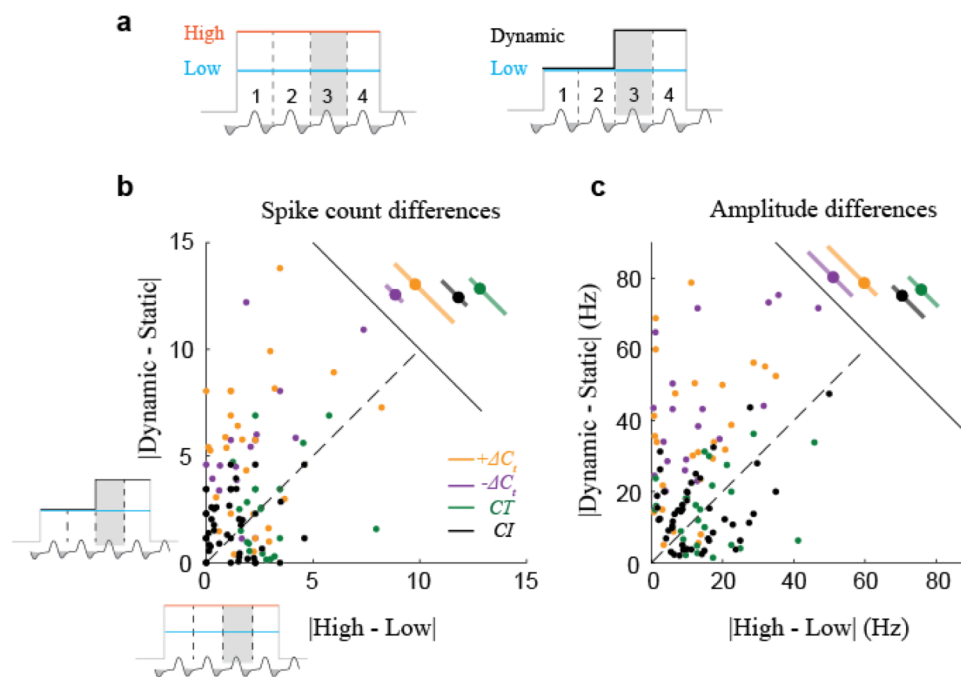 a
High
Low
1 2 3 4
Dynamic
Low
1 2 3 4
b
Spike count differences
|Dynamic - Static|
15
10
5
0
0 5 10 15
|High - Low|
+ΔCt
-ΔCt
CT
CI
c
Amplitude differences
|Dynamic - Static| (Hz)
80
60
40
20
0
0 20 40 60 80
|High - Low| (Hz)